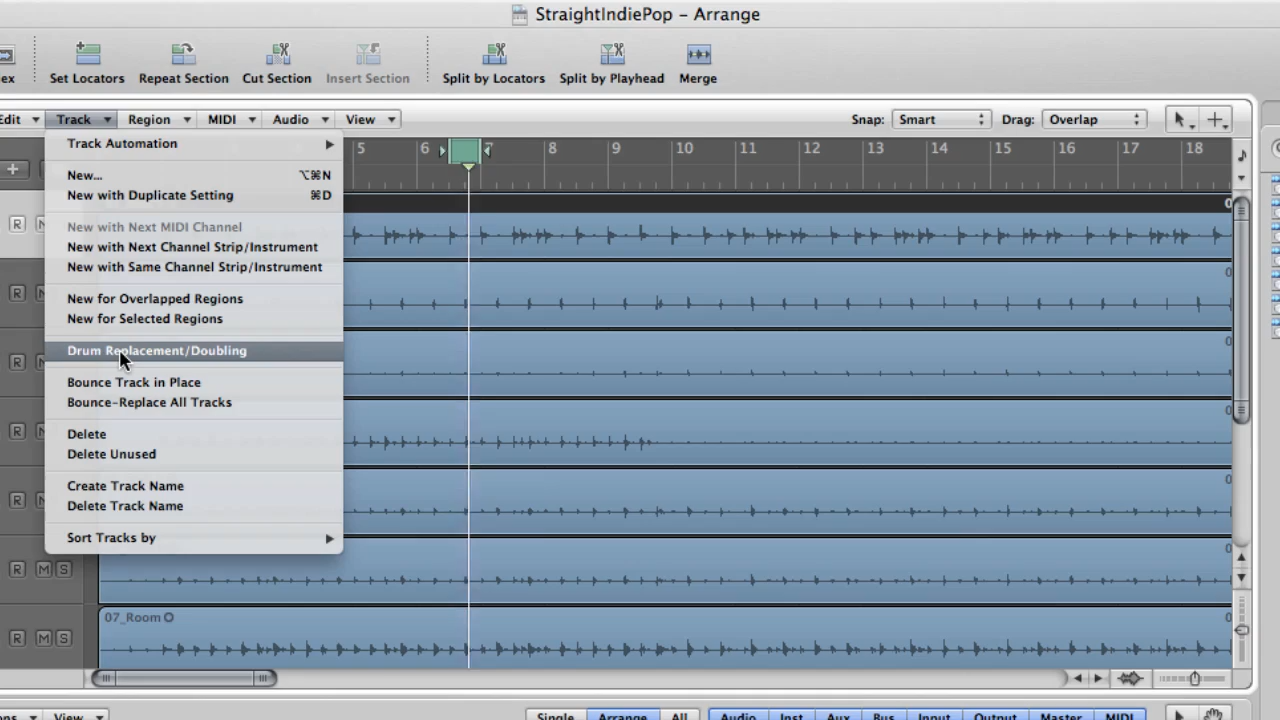 StraightIndiePop – Arrange
Set Locators Repeat Section Cut Section Insert Section Split by Locators Split by Playhead Merge
Track Region MIDI Audio View Snap: Smart Drag: Overlap
Track Automation
New... ⌥⌘N
New with Duplicate Setting ⌘D
New with Next MIDI Channel
New with Next Channel Strip/Instrument
New with Same Channel Strip/Instrument
New for Overlapped Regions
New for Selected Regions
Drum Replacement/Doubling
Bounce Track in Place
Bounce-Replace All Tracks
Delete
Delete Unused
Create Track Name
Delete Track Name
Sort Tracks by
5 6 7 8 9 10 11 12 13 14 15 16 17 18
R
R M
R M
R M
R M
R M S
R M S
07_Room
View Single Arrange All Audio Inst Aux Bus Input Output Master MIDI